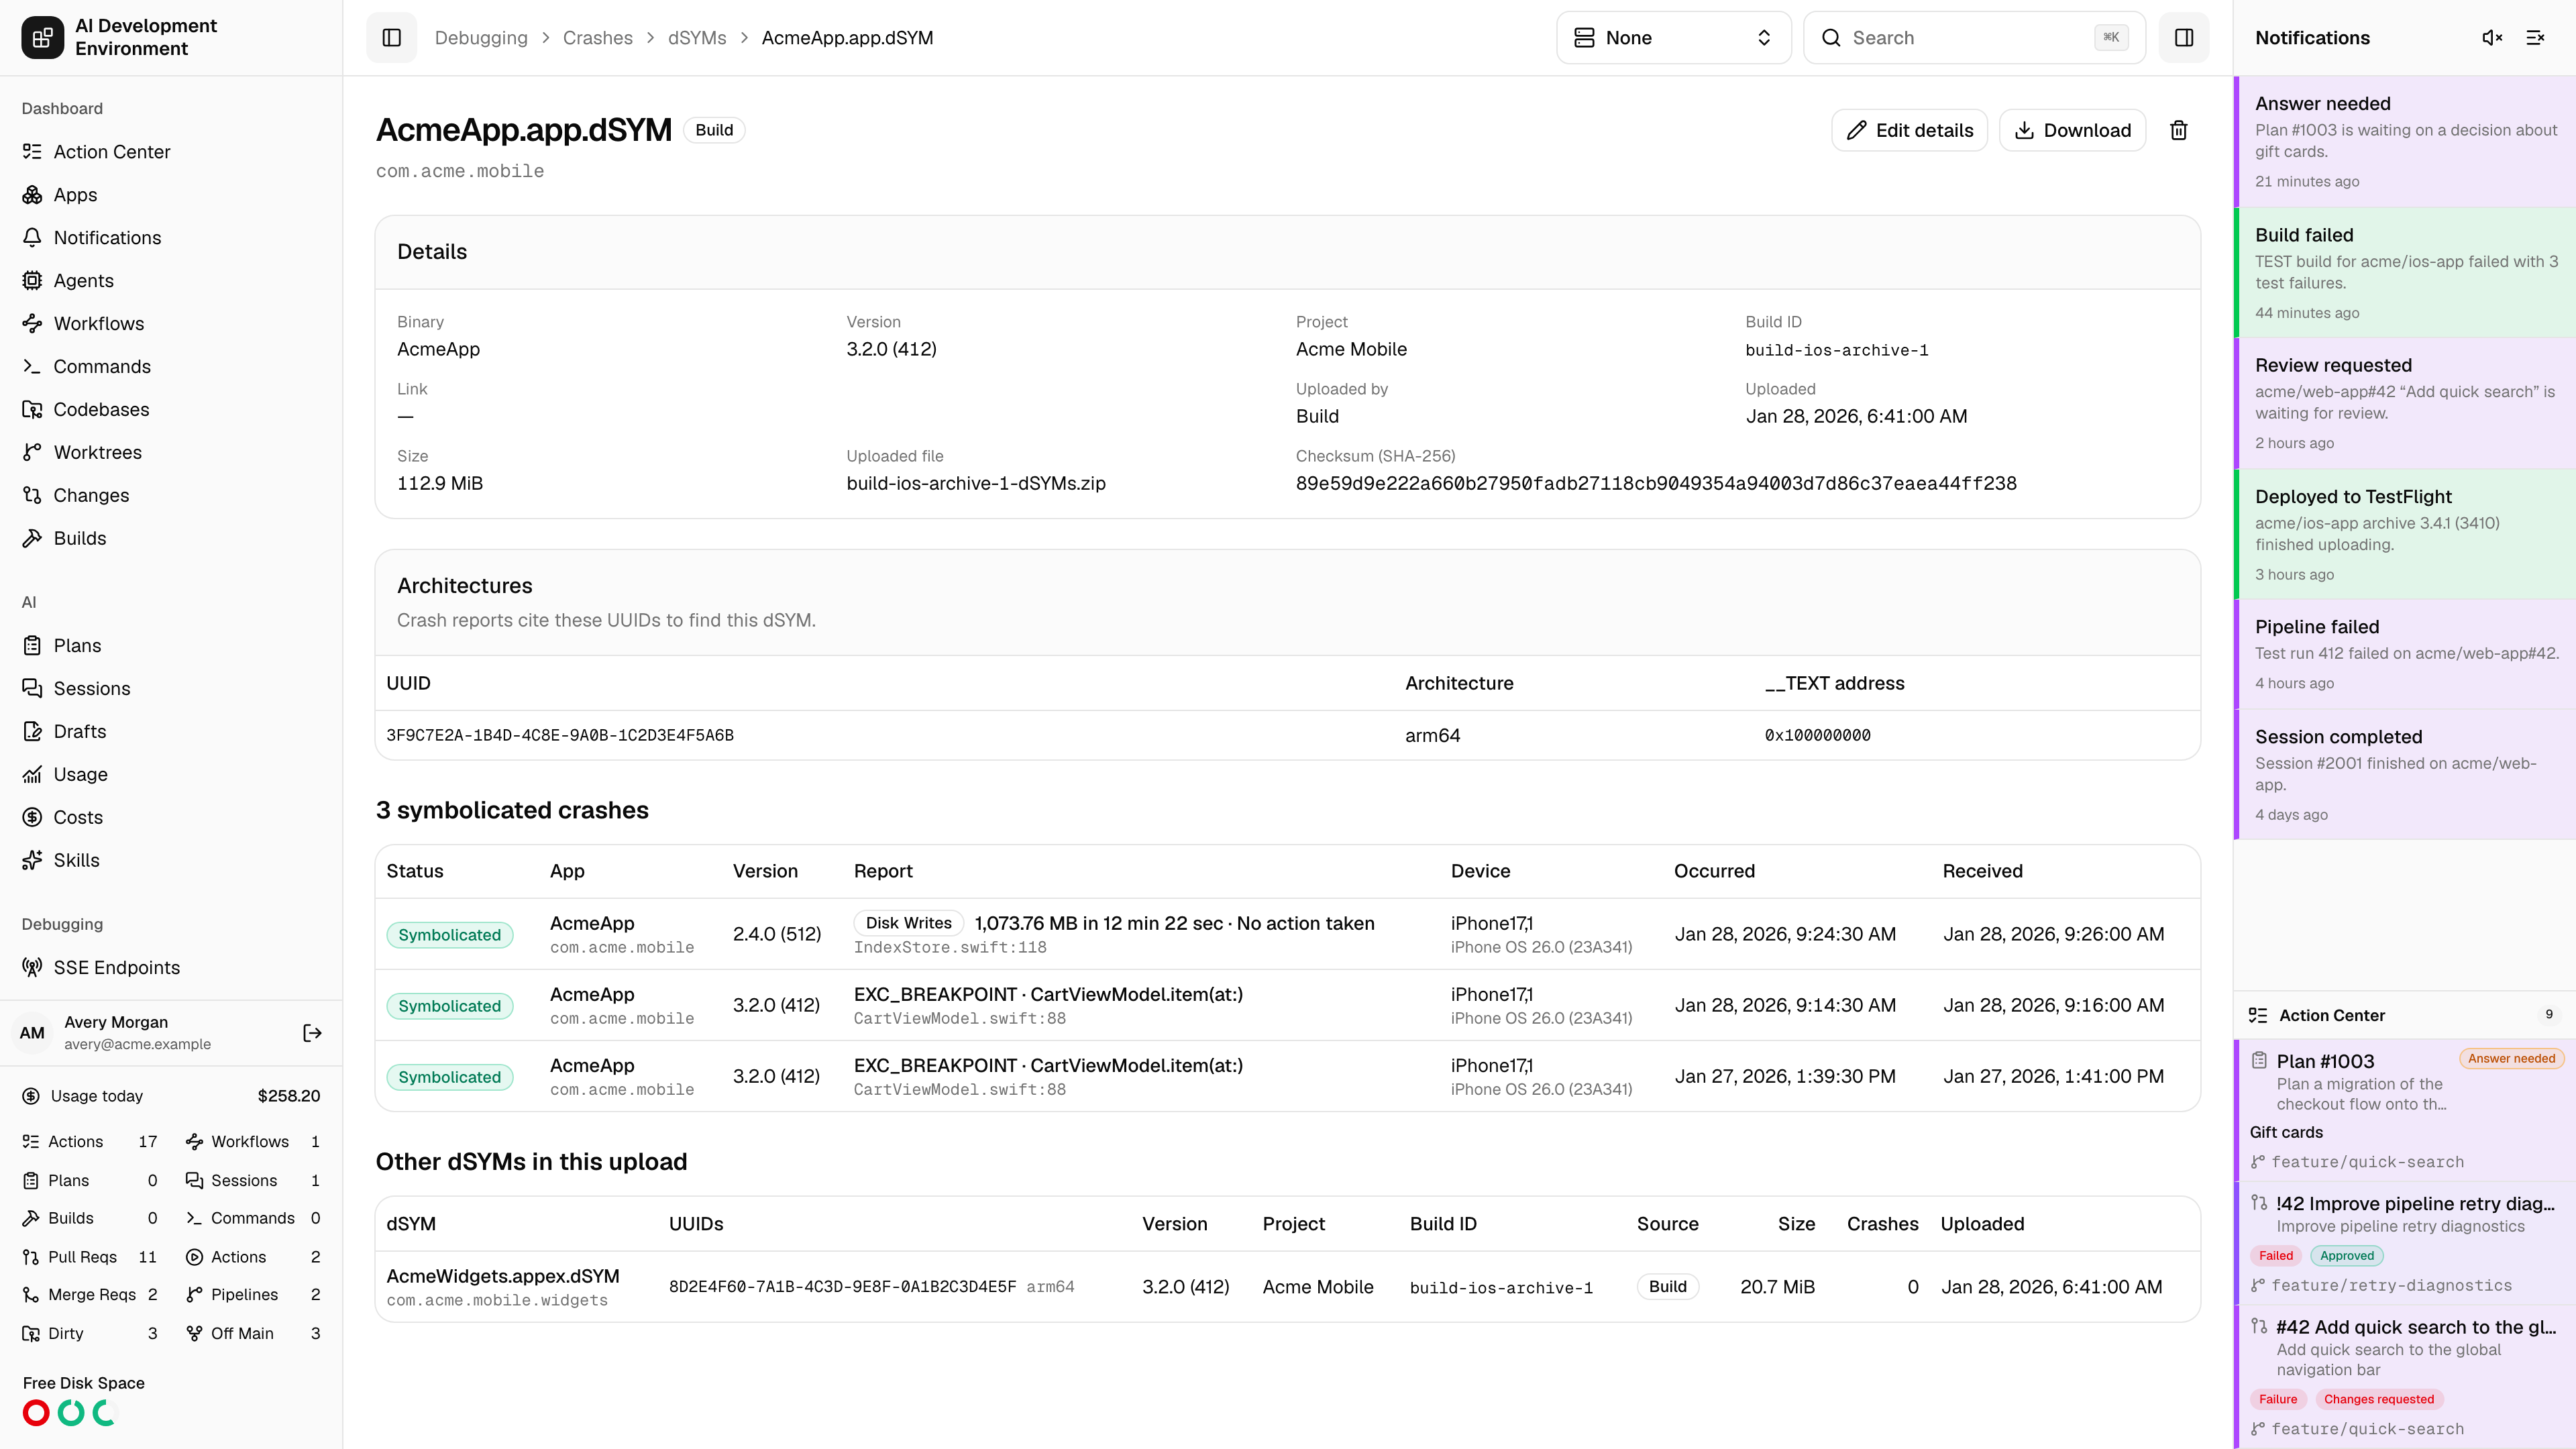 AI Development
Environment
Dashboard
Action Center
Apps
Notifications
Agents
Workflows
Commands
Codebases
Worktrees
Changes
Builds
AI
Plans
Sessions
Drafts
Usage
Costs
Skills
Debugging
SSE Endpoints
AM
Avery Morgan
avery@acme.example
Usage today $258.20
Actions 17 Workflows 1
Plans 0 Sessions 1
Builds 0 Commands 0
Pull Reqs 11 Actions 2
Merge Reqs 2 Pipelines 2
Dirty 3 Off Main 3
Free Disk Space
Debugging > Crashes > dSYMs > AcmeApp.app.dSYM
None
Search ⌘K
AcmeApp.app.dSYM Build
com.acme.mobile
Edit details
Download
Details
Binary Version Project Build ID
AcmeApp 3.2.0 (412) Acme Mobile build-ios-archive-1
Link Uploaded by Uploaded
— Build Jan 28, 2026, 6:41:00 AM
Size Uploaded file Checksum (SHA-256)
112.9 MiB build-ios-archive-1-dSYMs.zip 89e59d9e222a660b27950fadb27118cb9049354a94003d7d86c37eaea44ff238
Architectures
Crash reports cite these UUIDs to find this dSYM.
UUID Architecture __TEXT address
3F9C7E2A-1B4D-4C8E-9A0B-1C2D3E4F5A6B arm64 0x100000000
3 symbolicated crashes
Status App Version Report Device Occurred Received
Symbolicated AcmeApp 2.4.0 (512) Disk Writes 1,073.76 MB in 12 min 22 sec · No action taken iPhone17,1 Jan 28, 2026, 9:24:30 AM Jan 28, 2026, 9:26:00 AM
com.acme.mobile IndexStore.swift:118 iPhone OS 26.0 (23A341)
Symbolicated AcmeApp 3.2.0 (412) EXC_BREAKPOINT · CartViewModel.item(at:) iPhone17,1 Jan 28, 2026, 9:14:30 AM Jan 28, 2026, 9:16:00 AM
com.acme.mobile CartViewModel.swift:88 iPhone OS 26.0 (23A341)
Symbolicated AcmeApp 3.2.0 (412) EXC_BREAKPOINT · CartViewModel.item(at:) iPhone17,1 Jan 27, 2026, 1:39:30 PM Jan 27, 2026, 1:41:00 PM
com.acme.mobile CartViewModel.swift:88 iPhone OS 26.0 (23A341)
Other dSYMs in this upload
dSYM UUIDs Version Project Build ID Source Size Crashes Uploaded
AcmeWidgets.appex.dSYM 8D2E4F60-7A1B-4C3D-9E8F-0A1B2C3D4E5F arm64 3.2.0 (412) Acme Mobile build-ios-archive-1 Build 20.7 MiB 0 Jan 28, 2026, 6:41:00 AM
com.acme.mobile.widgets
Notifications
Answer needed
Plan #1003 is waiting on a decision about
gift cards.
21 minutes ago
Build failed
TEST build for acme/ios-app failed with 3
test failures.
44 minutes ago
Review requested
acme/web-app#42 “Add quick search” is
waiting for review.
2 hours ago
Deployed to TestFlight
acme/ios-app archive 3.4.1 (3410)
finished uploading.
3 hours ago
Pipeline failed
Test run 412 failed on acme/web-app#42.
4 hours ago
Session completed
Session #2001 finished on acme/web-
app.
4 days ago
Action Center 9
Plan #1003 Answer needed
Plan a migration of the
checkout flow onto th…
Gift cards
feature/quick-search
!42 Improve pipeline retry diag…
Improve pipeline retry diagnostics
Failed Approved
feature/retry-diagnostics
#42 Add quick search to the gl…
Add quick search to the global
navigation bar
Failure Changes requested
feature/quick-search